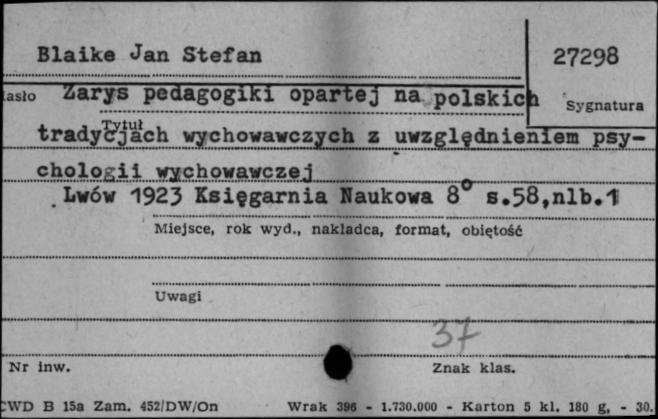 Blaike Jan Stefan
27298
asło Zarys pedagogiki opartej na polskich
Sygnatura
Tytuł
tradycjach wychowawczych z uwzględnieniem psy-
chologii wychowawczej
Lwów 1923 Księgarnia Naukowa 8° s.58,nlb.1
Miejsce, rok wyd., nakładca, format, objętość
Uwagi
37
Nr inw.
Znak klas.
CWD B 15a Zam. 452/DW/On Wrak 396 - 1.730.000 - Karton 5 kl. 180 g, - 30.